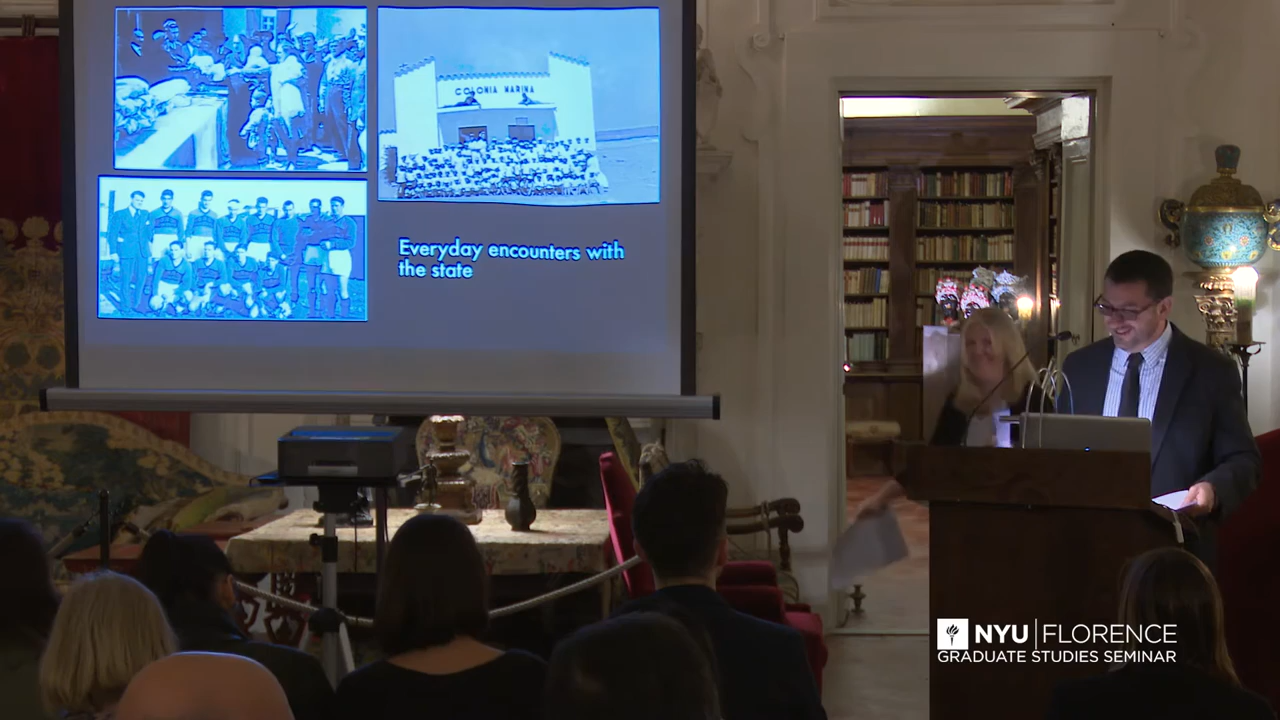 COLONIA MARINA
Everyday encounters with
the state
NYU FLORENCE
GRADUATE STUDIES SEMINAR